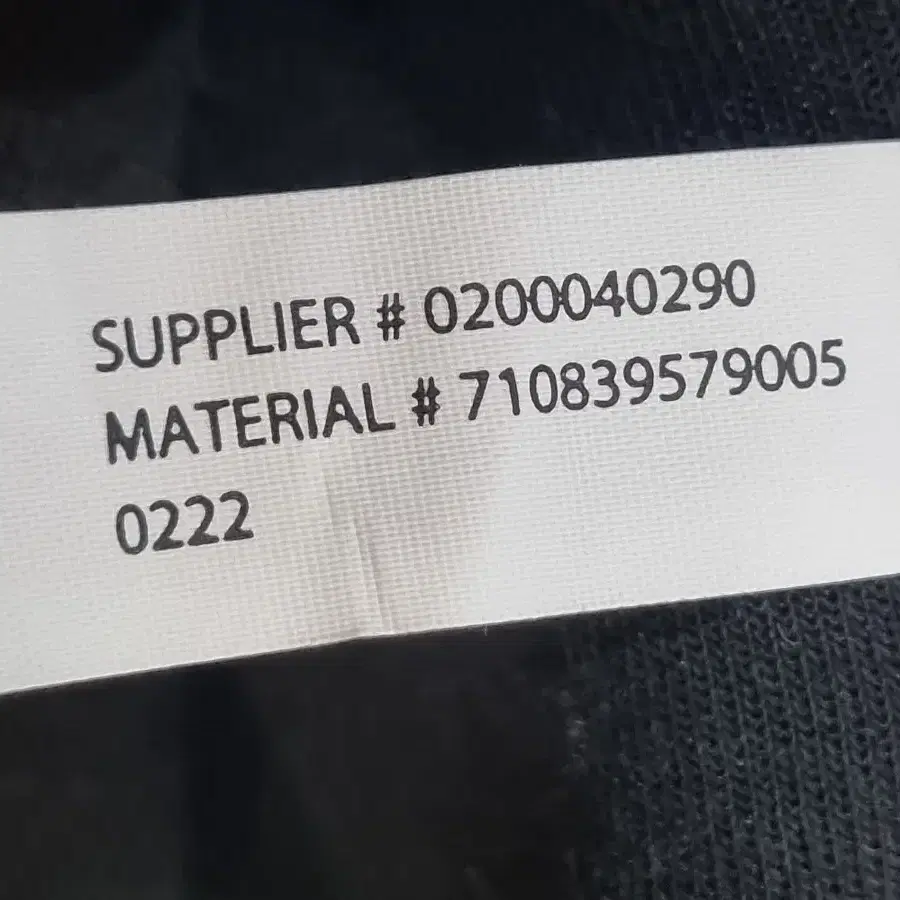 SUPPLIER # 0200040290
MATERIAL # 710839579005
0222